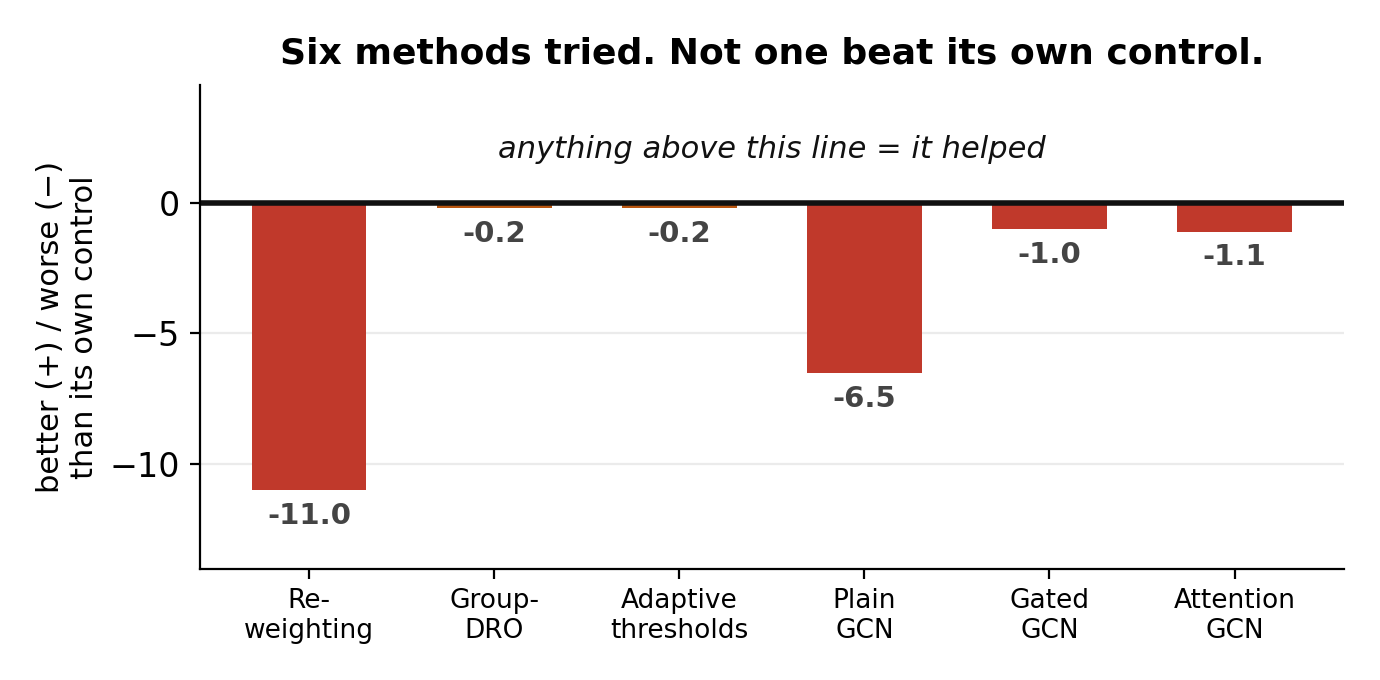 Six methods tried. Not one beat its own control.
anything above this line = it helped
better (+) / worse (−)
than its own control
0
−5
−10
-11.0
-0.2
-0.2
-6.5
-1.0
-1.1
Re-
weighting
Group-
DRO
Adaptive
thresholds
Plain
GCN
Gated
GCN
Attention
GCN